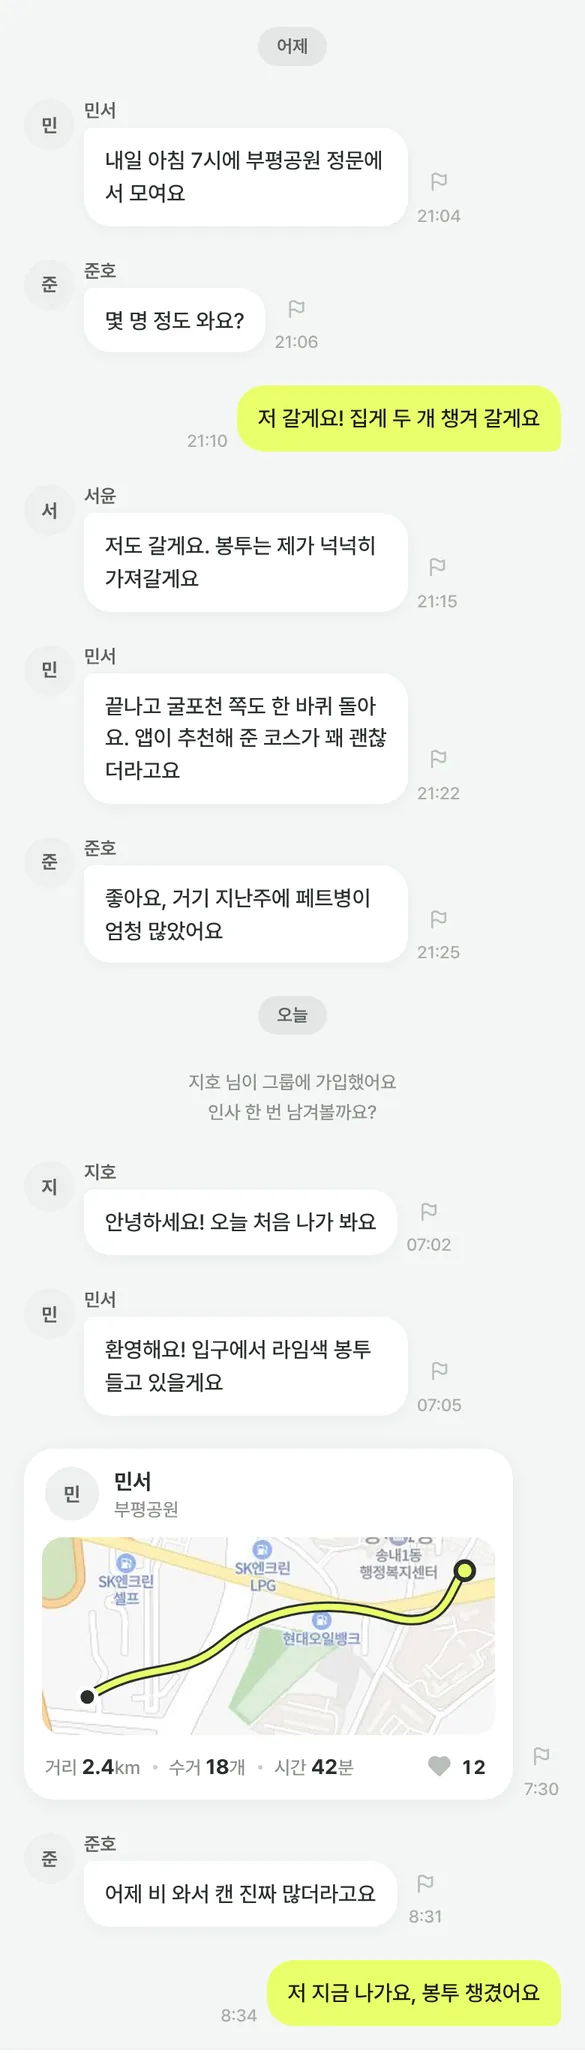 어제
민
민서
내일 아침 7시에 부평공원 정문에
서 모여요
21:04
준
준호
몇 명 정도 와요?
21:06
저 갈게요! 집게 두 개 챙겨 갈게요
21:10
서
서윤
저도 갈게요. 봉투는 제가 넉넉히
가져갈게요
21:15
민
민서
끝나고 굴포천 쪽도 한 바퀴 돌아
요. 앱이 추천해 준 코스가 꽤 괜찮
더라고요
21:22
준
준호
좋아요, 거기 지난주에 페트병이
엄청 많았어요
21:25
오늘
지호 님이 그룹에 가입했어요
인사 한 번 남겨볼까요?
지
지호
안녕하세요! 오늘 처음 나가 봐요
07:02
민
민서
환영해요! 입구에서 라임색 봉투
들고 있을게요
07:05
민
민서
부평공원
SK엔크린
셀프
SK엔크린
LPG
송내1동
행정복지센터
현대오일뱅크
거리 2.4km • 수거 18개 • 시간 42분
12
7:30
준
준호
어제 비 와서 캔 진짜 많더라고요
8:31
저 지금 나가요, 봉투 챙겼어요
8:34